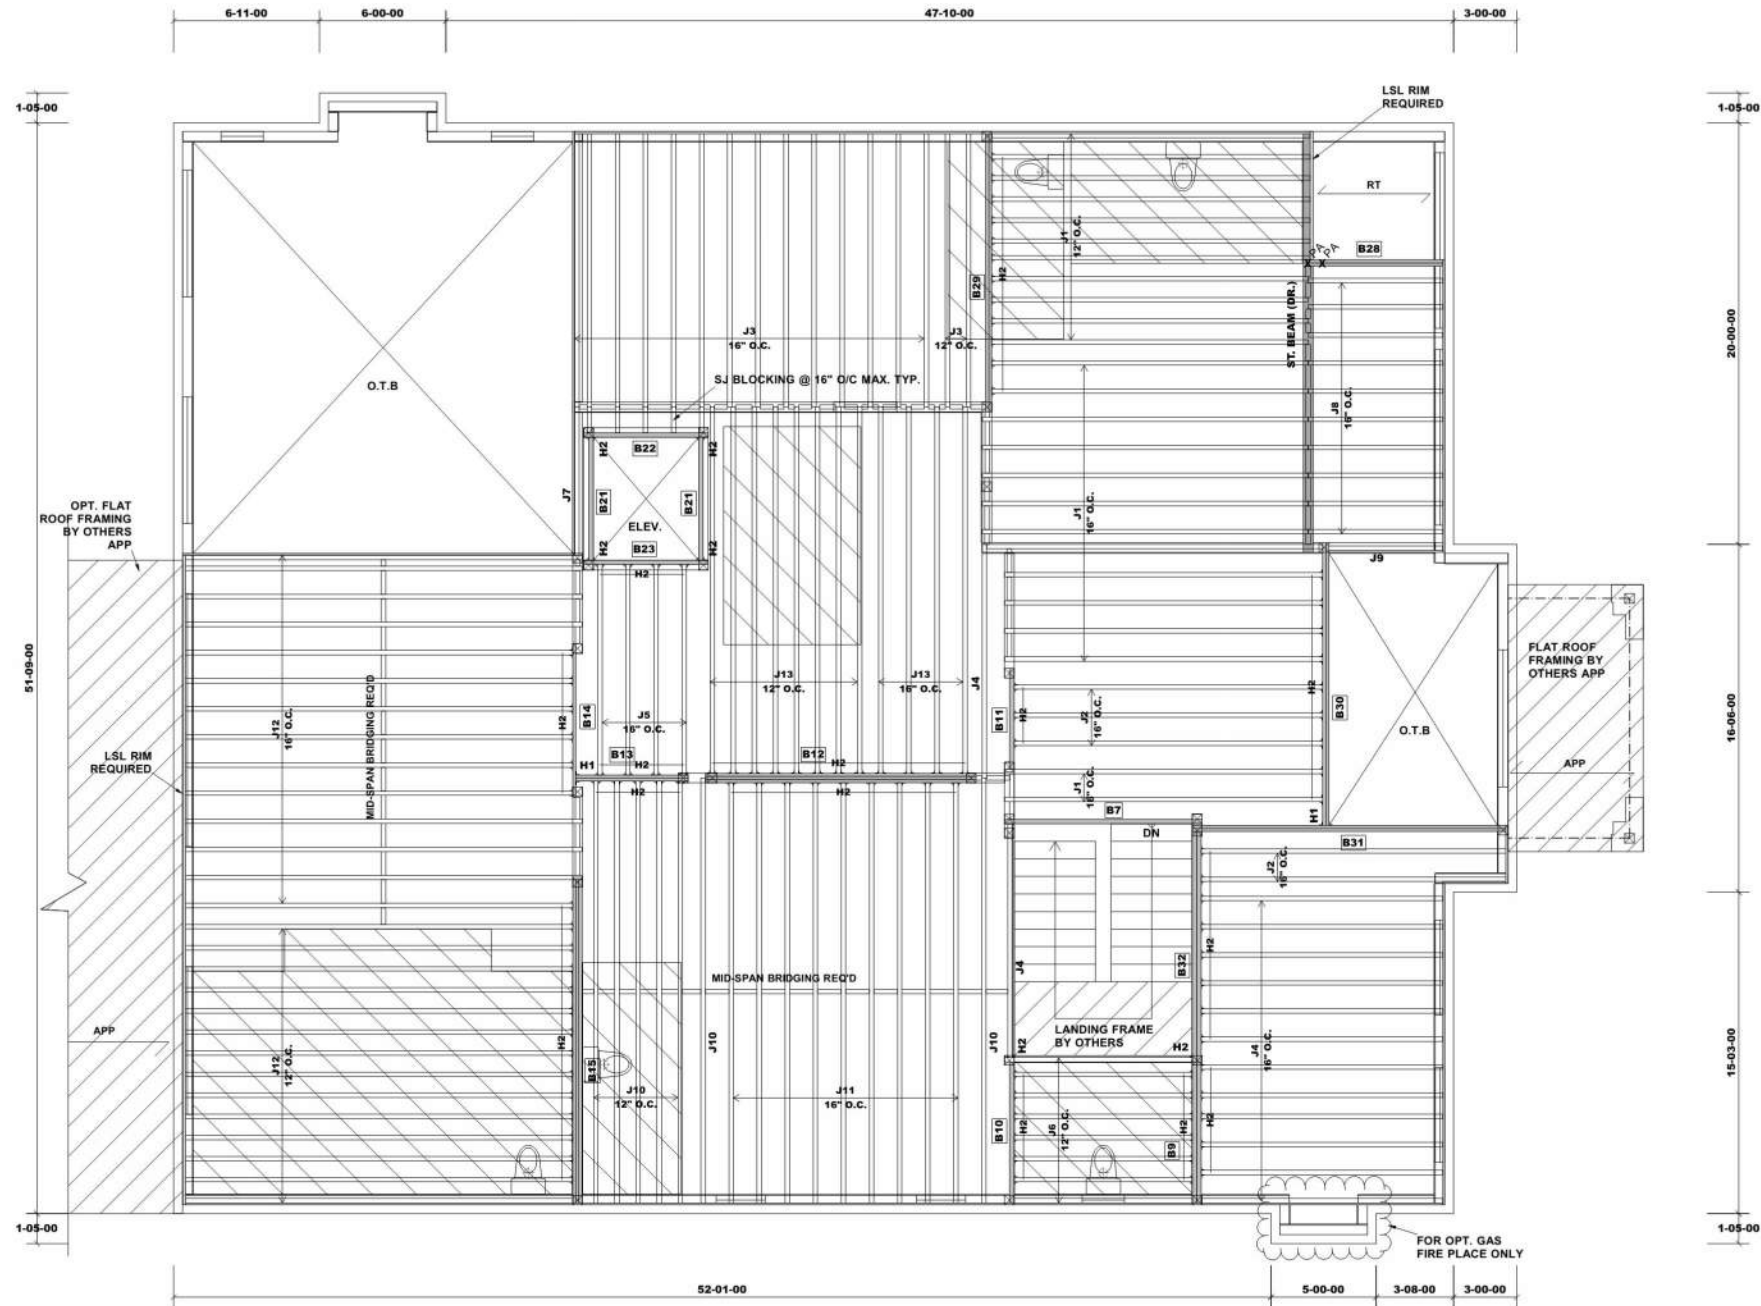 6-11-00
6-00-00
47-10-00
3-00-00
1-05-00
1-05-00
LSL RIM
REQUIRED
RT
J1
12" O.C.
H2
PA
PA
B28
B29
ST. BEAM (DR.)
20-00-00
J3
16" O.C.
J3
12" O.C.
SJ BLOCKING @ 16" O/C MAX. TYP.
O.T.B
J8
16" O.C.
H2
B22
H2
J7
B21
B21
ELEV.
J1
16" O.C.
OPT. FLAT
ROOF FRAMING
BY OTHERS
APP
H2
B23
H2
H2
J9
51-09-00
FLAT ROOF
FRAMING BY
OTHERS APP
J13
12" O.C.
J13
16" O.C.
J4
H2
B30
MID-SPAN BRIDGING REQ'D
J12
16" O.C.
H2
B14
J5
16" O.C.
B11
H2
J2
16" O.C.
O.T.B
16-06-00
LSL RIM
REQUIRED
B13
B12
H1
H2
H2
APP
H2
H2
J1
16" O.C.
H1
B7
DN
B31
J2
16" O.C.
MID-SPAN BRIDGING REQ'D
J4
B32
H2
APP
J12
12" O.C.
H2
J10
J10
LANDING FRAME
BY OTHERS
H2
H2
J4
16" O.C.
15-03-00
B15
J10
12" O.C.
J11
16" O.C.
B10
H2
J6
12" O.C.
H2
B9
H2
1-05-00
1-05-00
FOR OPT. GAS
FIRE PLACE ONLY
52-01-00
5-00-00
3-08-00
3-00-00